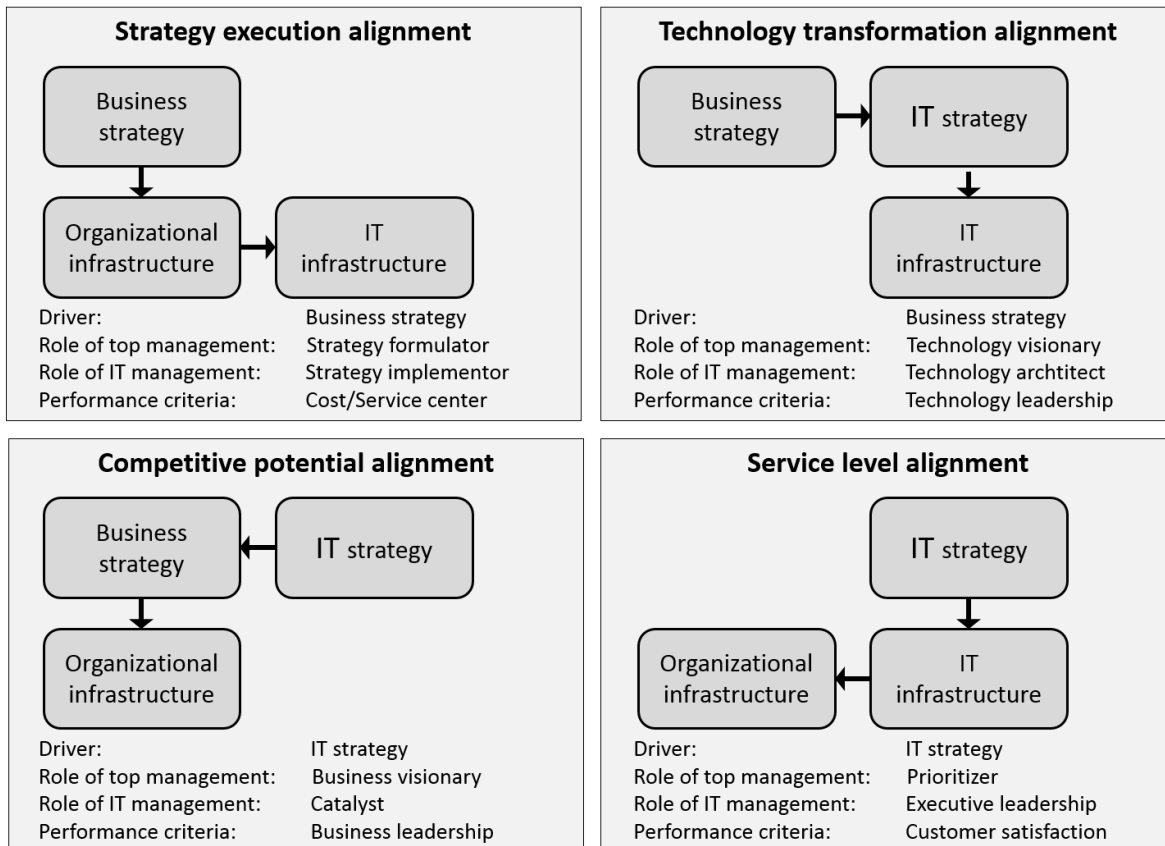 Strategy execution alignment
Business
strategy
Organizational
infrastructure
IT
infrastructure
Driver: Business strategy
Role of top management: Strategy formulator
Role of IT management: Strategy implementor
Performance criteria: Cost/Service center
Technology transformation alignment
Business
strategy
IT strategy
IT
infrastructure
Driver: Business strategy
Role of top management: Technology visionary
Role of IT management: Technology archtitect
Performance criteria: Technology leadership
Competitive potential alignment
Business
strategy
IT strategy
Organizational
infrastructure
Driver: IT strategy
Role of top management: Business visionary
Role of IT management: Catalyst
Performance criteria: Business leadership
Service level alignment
IT strategy
Organizational
infrastructure
IT
infrastructure
Driver: IT strategy
Role of top management: Prioritizer
Role of IT management: Executive leadership
Performance criteria: Customer satisfaction